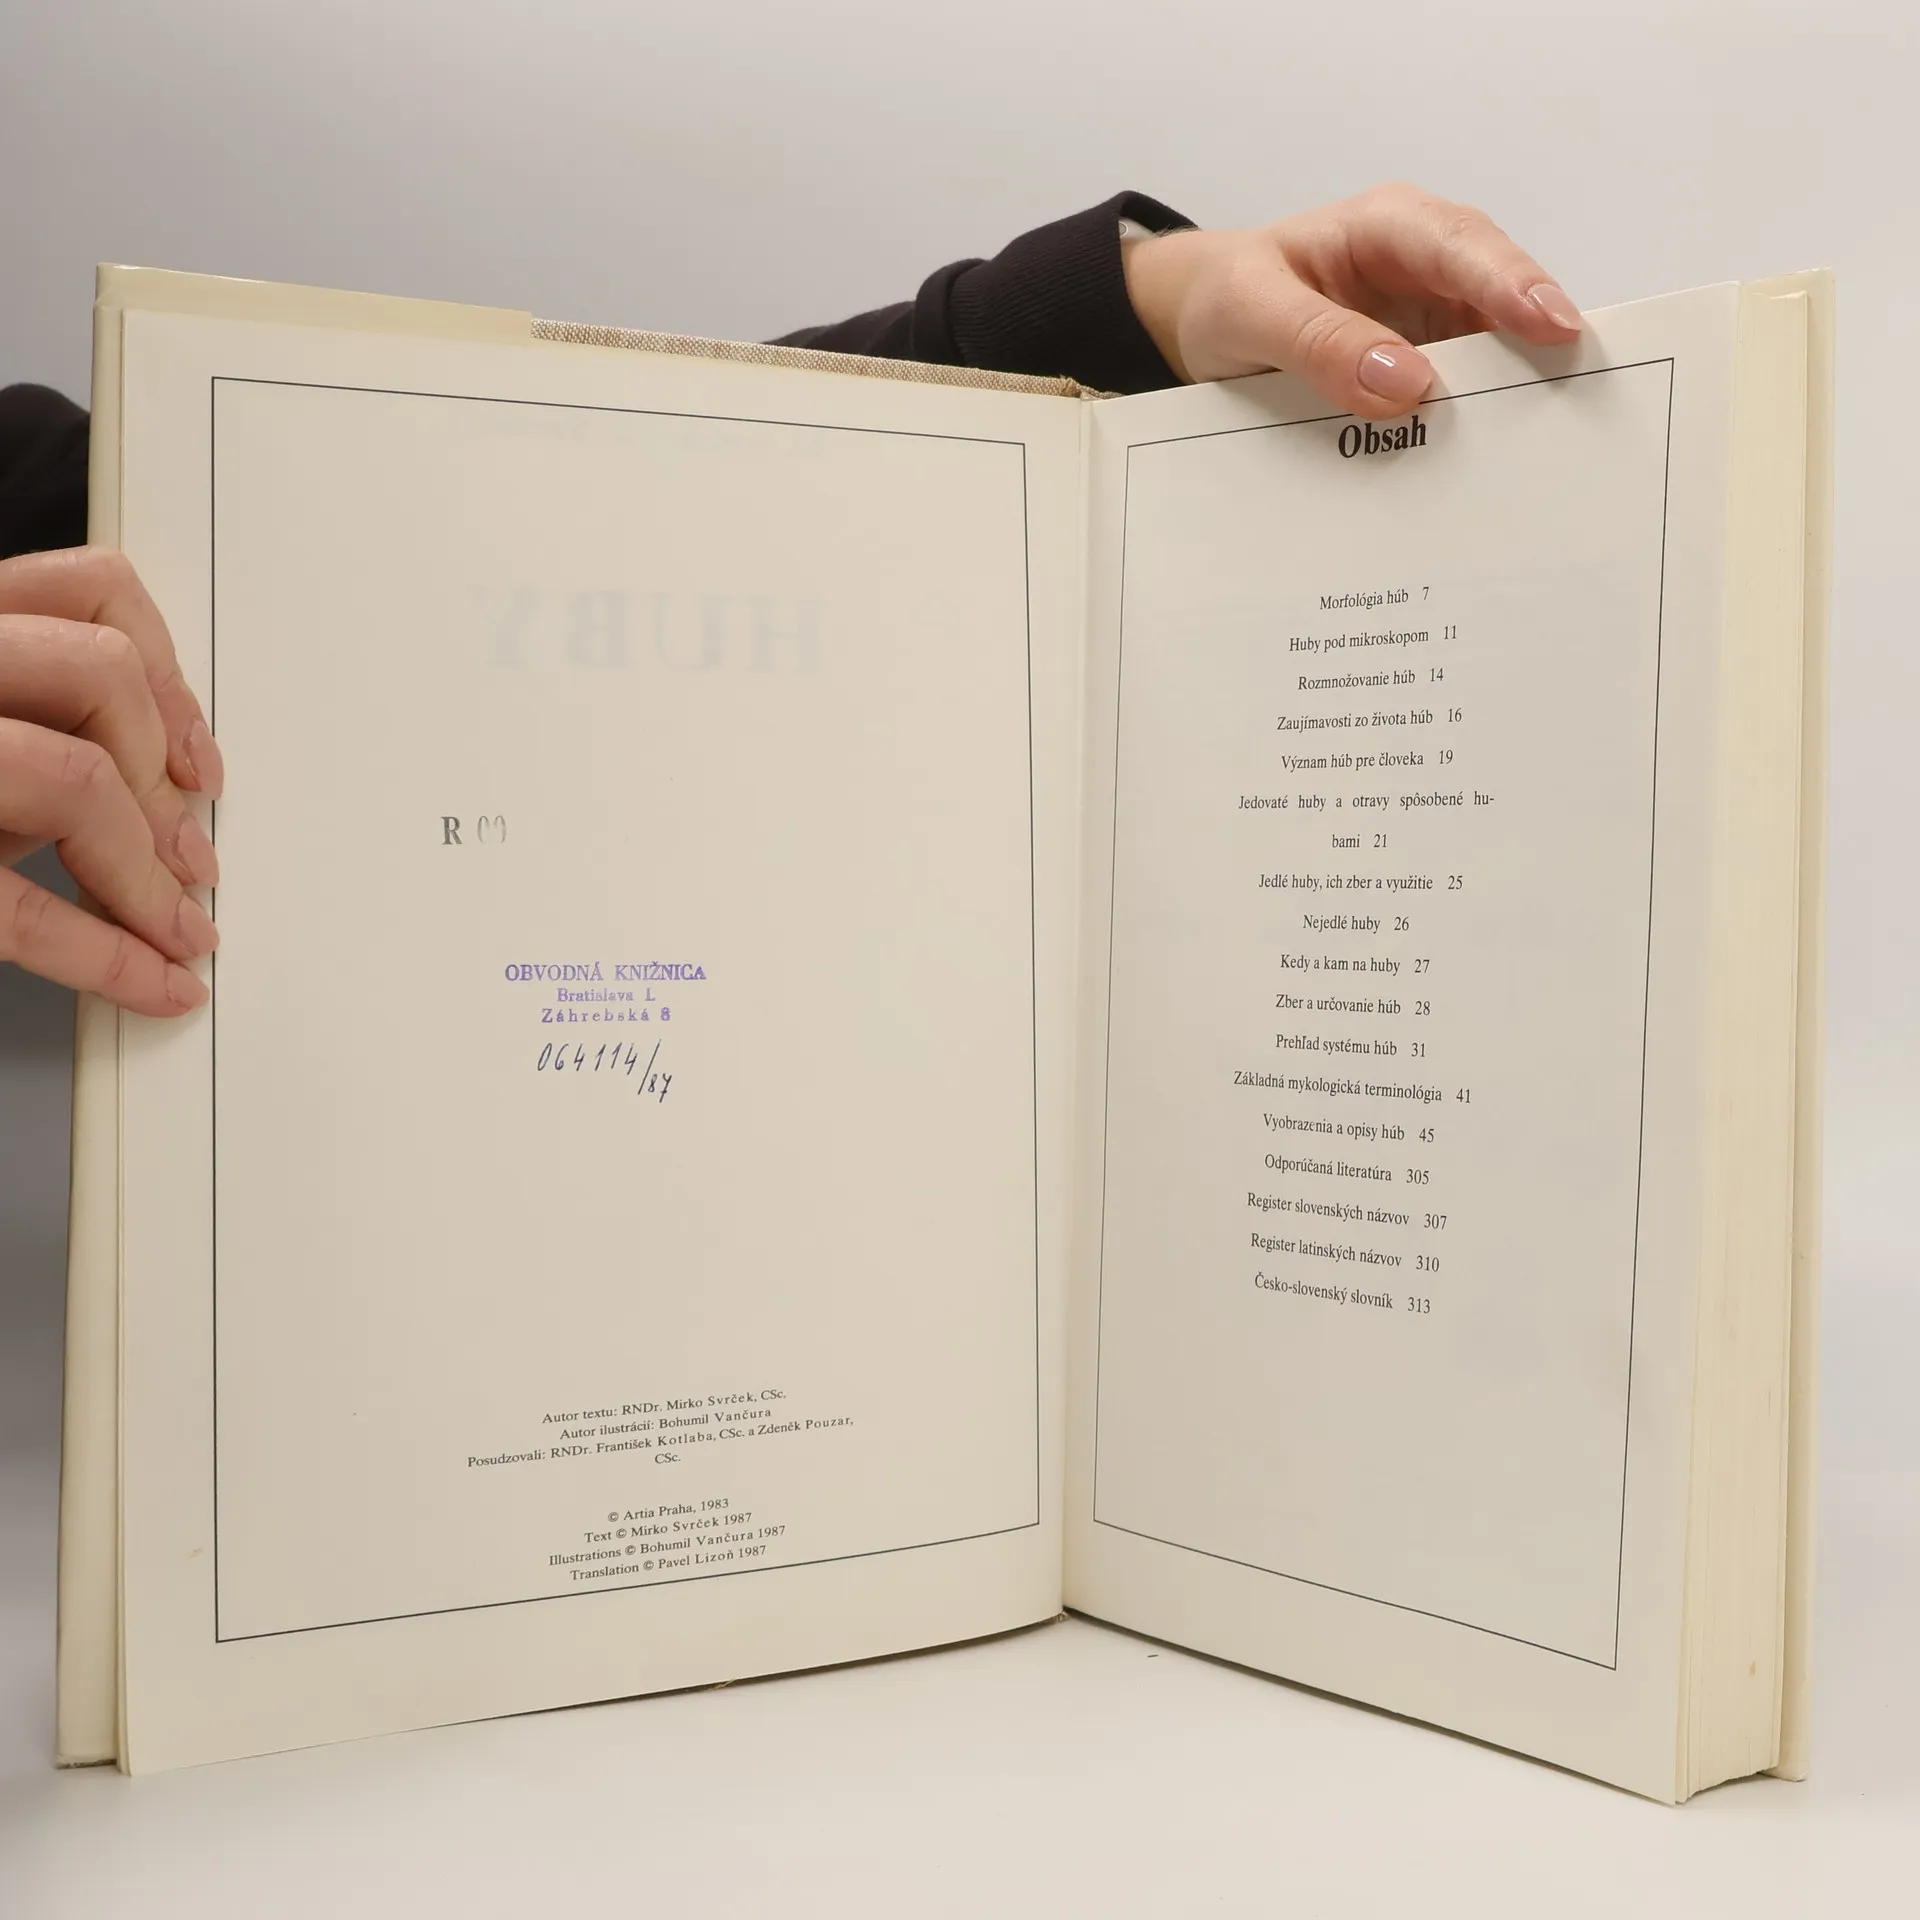 HUBY
R 00
OBVODNÁ KNIŽNICA
Bratislava I.
Záhrebská 8
064114/87
Autor textu: RNDr. Mirko Svrček, CSc.
Autor ilustrácií: Bohumil Vančura
Posudzovali: RNDr. František Kotlaba, CSc. a Zdeněk Pouzar,
CSc.
© Artia Praha, 1983
Text © Mirko Svrček 1987
Illustrations © Bohumil Vančura 1987
Translation © Pavel Lizoň 1987
Obsah
Morfológia húb 7
Huby pod mikroskopom 11
Rozmnožovanie húb 14
Zaujímavosti zo života húb 16
Význam húb pre človeka 19
Jedovaté huby a otravy spôsobené hu-
bami 21
Jedlé huby, ich zber a využitie 25
Nejedlé huby 26
Kedy a kam na huby 27
Zber a určovanie húb 28
Prehľad systému húb 31
Základná mykologická terminológia 41
Vyobrazenia a opisy húb 45
Odporúčaná literatúra 305
Register slovenských názvov 307
Register latinských názvov 310
Česko-slovenský slovník 313